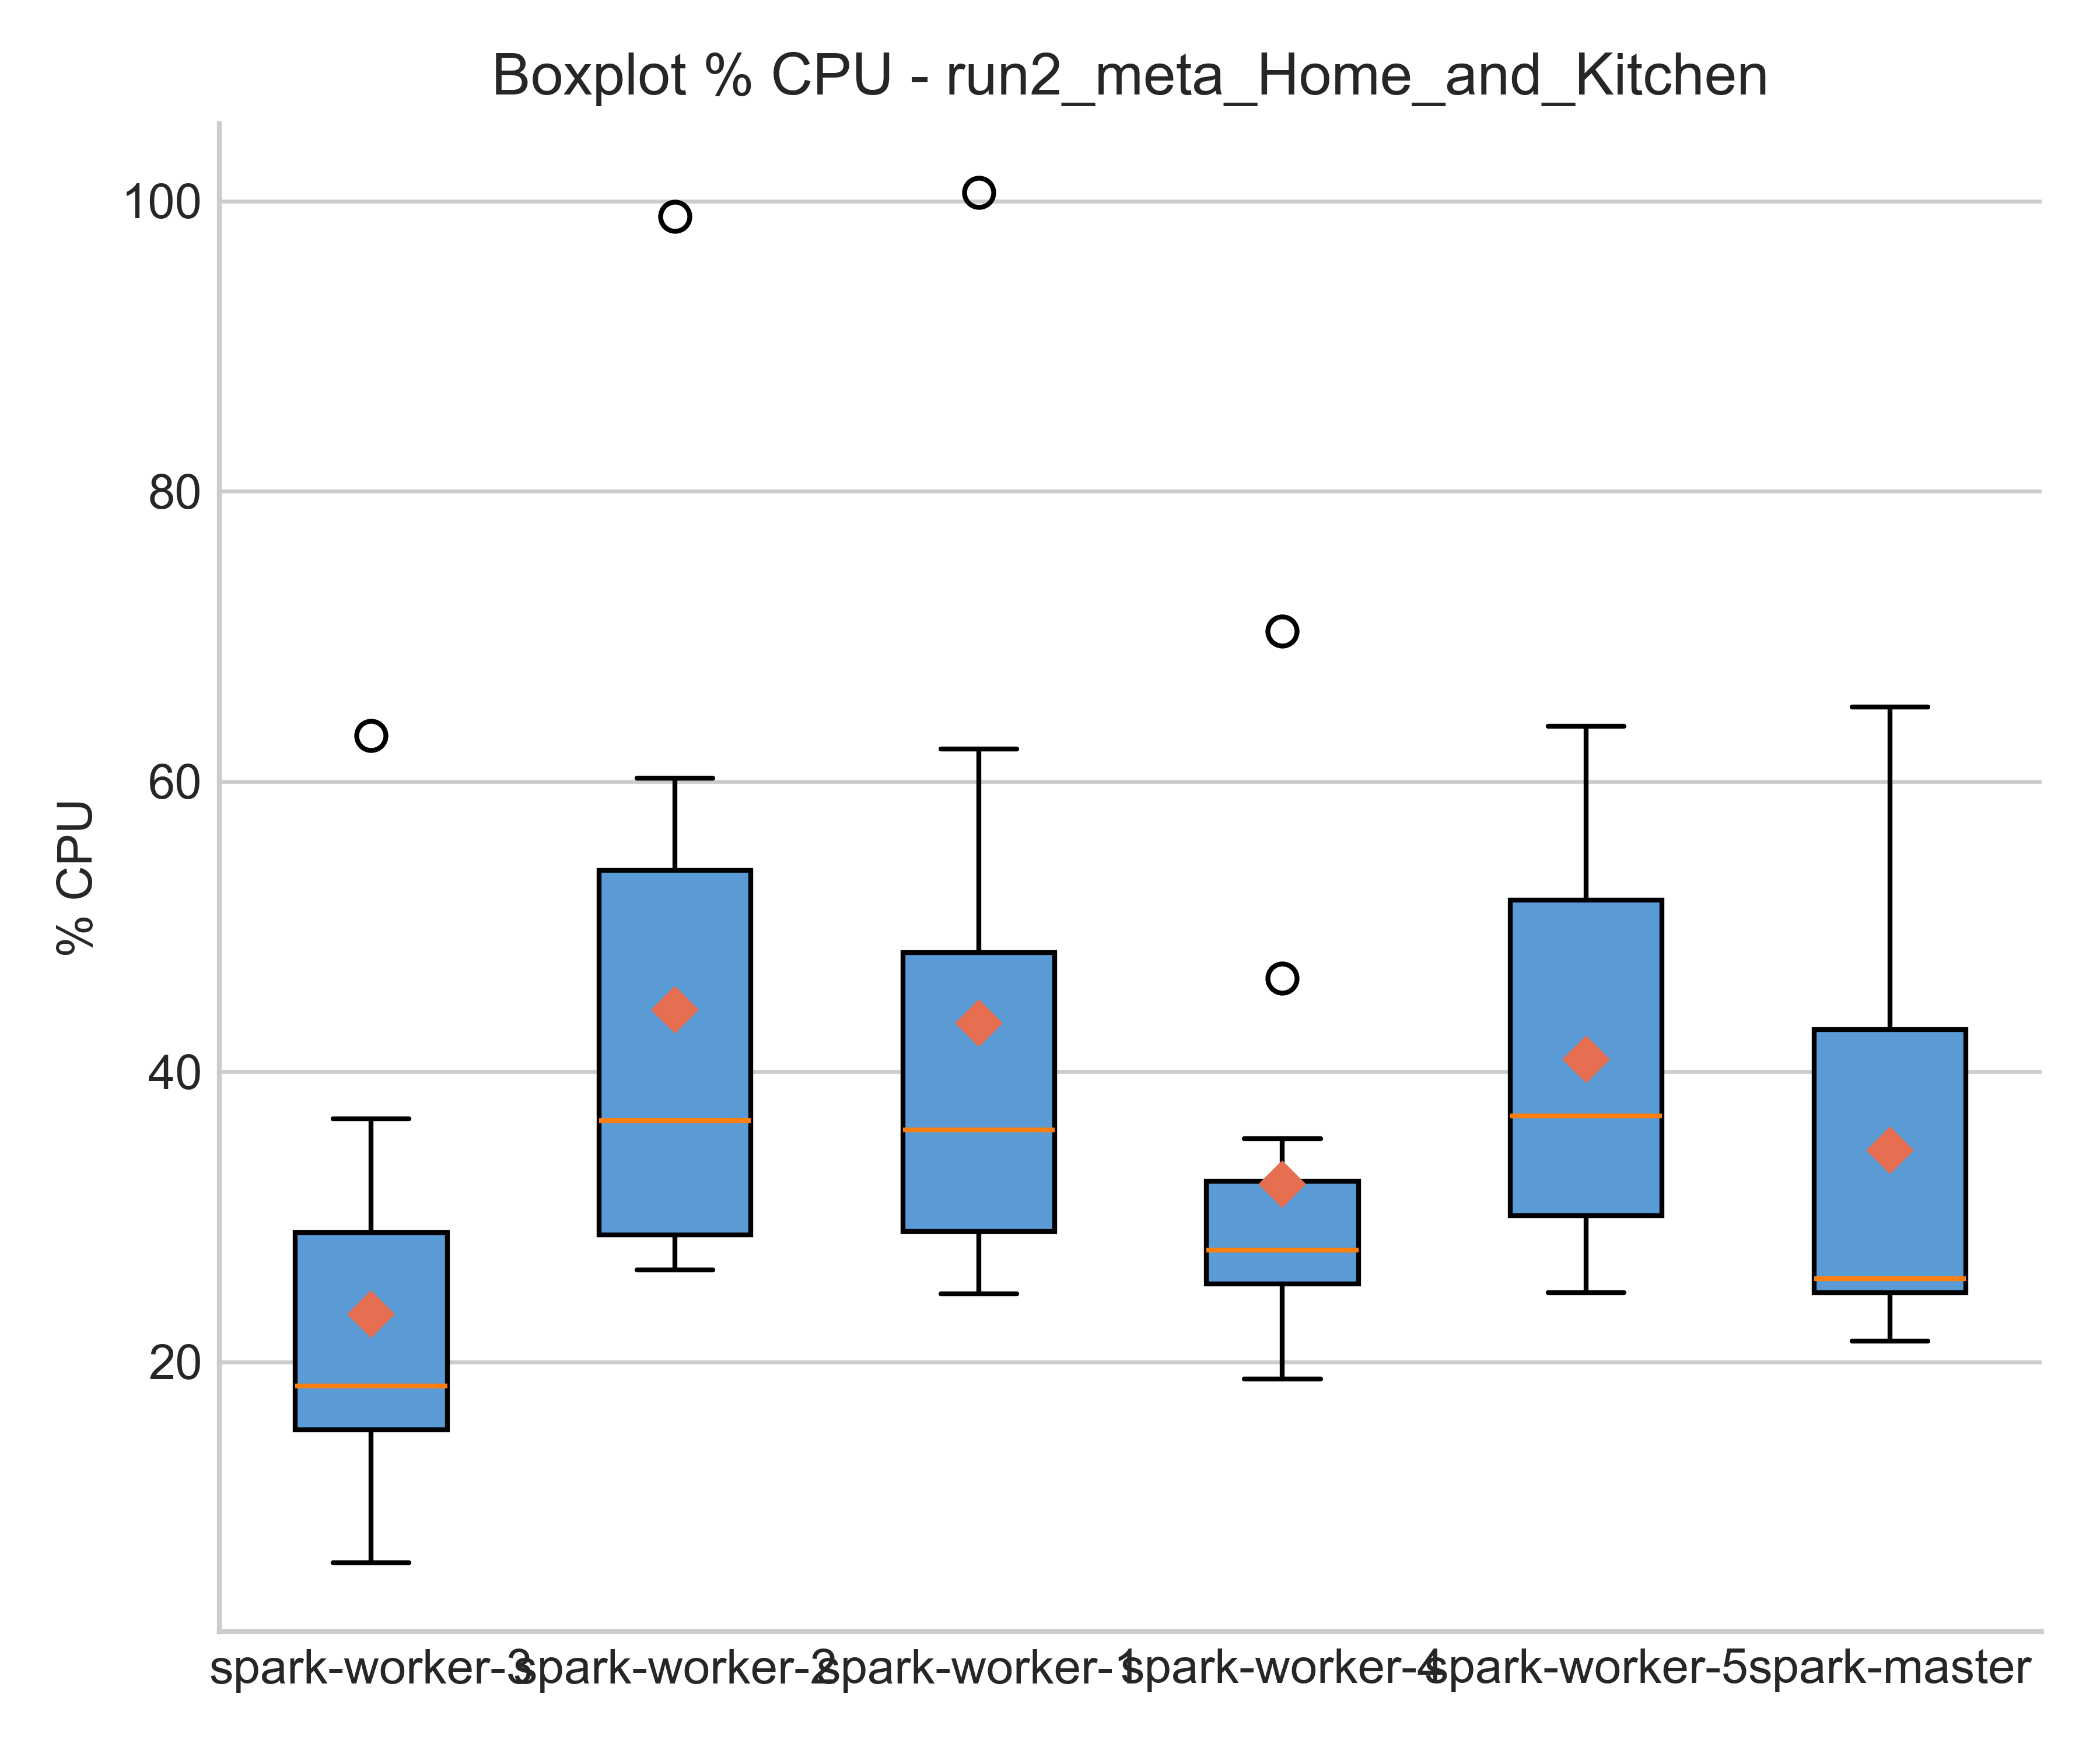 Boxplot % CPU - run2_meta_Home_and_Kitchen
100
80
60
40
20
% CPU
spark-worker-3 spark-worker-2 spark-worker-1 spark-worker-4 spark-worker-5 spark-master